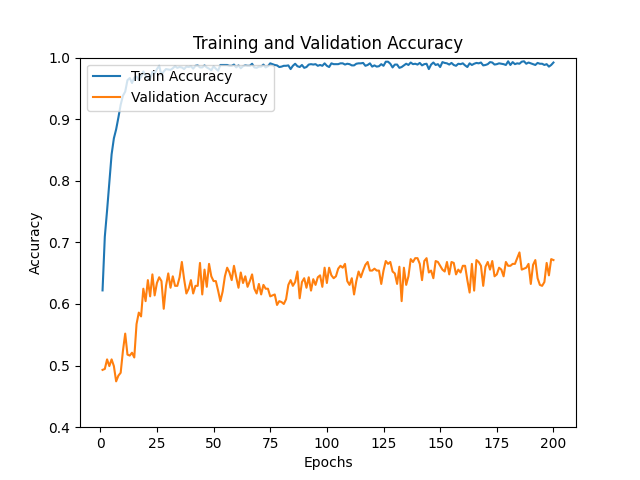 Training and Validation Accuracy
Train Accuracy
Validation Accuracy
1.0
0.9
0.8
0.7
0.6
0.5
0.4
Accuracy
0 25 50 75 100 125 150 175 200
Epochs